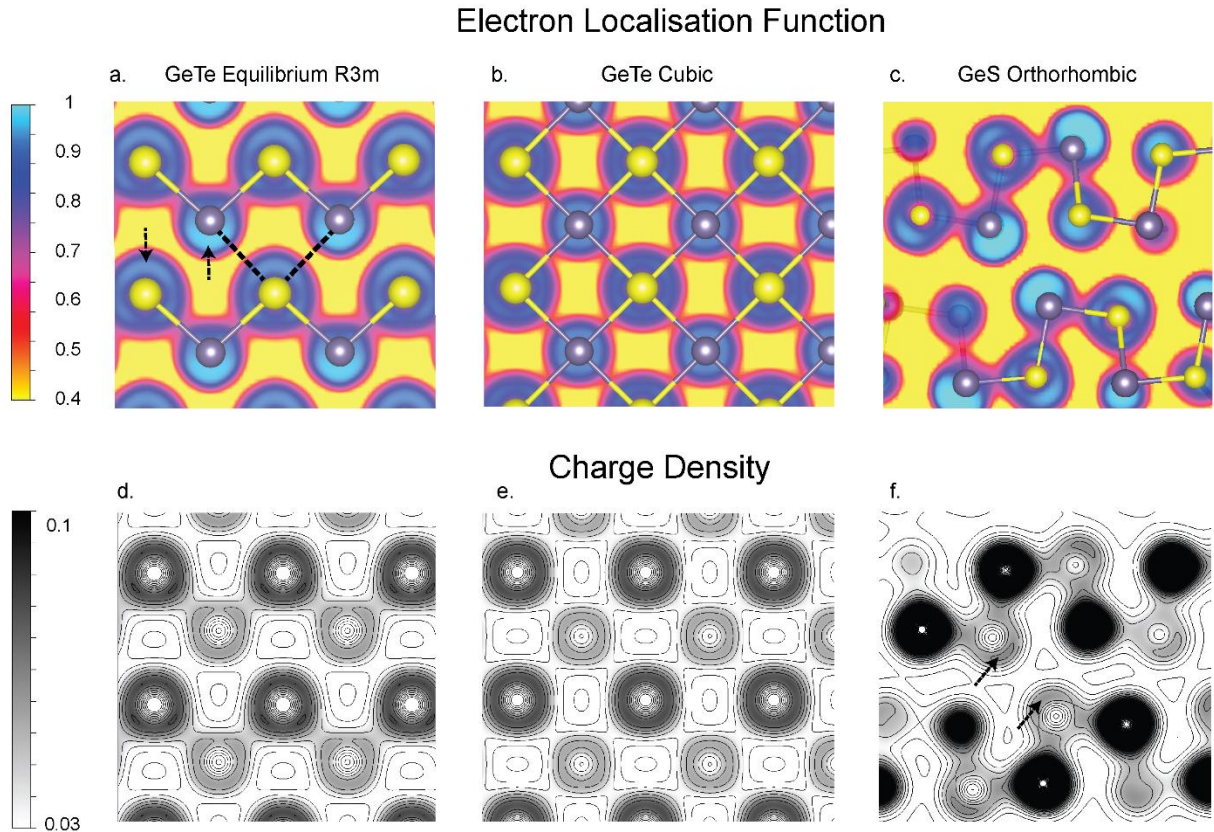 Electron Localisation Function
a. GeTe Equilibrium R3m
b. GeTe Cubic
c. GeS Orthorhombic
1
0.9
0.8
0.7
0.6
0.5
0.4
Charge Density
d.
e.
f.
0.1
0.03